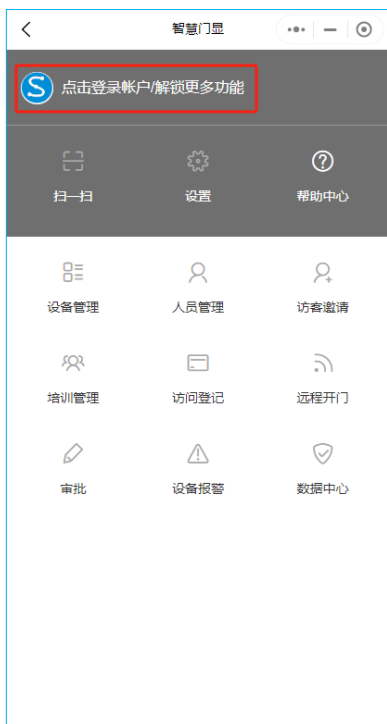 智慧门显
S 点击登录帐户/解锁更多功能
扫一扫 设置 帮助中心
设备管理 人员管理 访客邀请
培训管理 访问登记 远程开门
审批 设备报警 数据中心